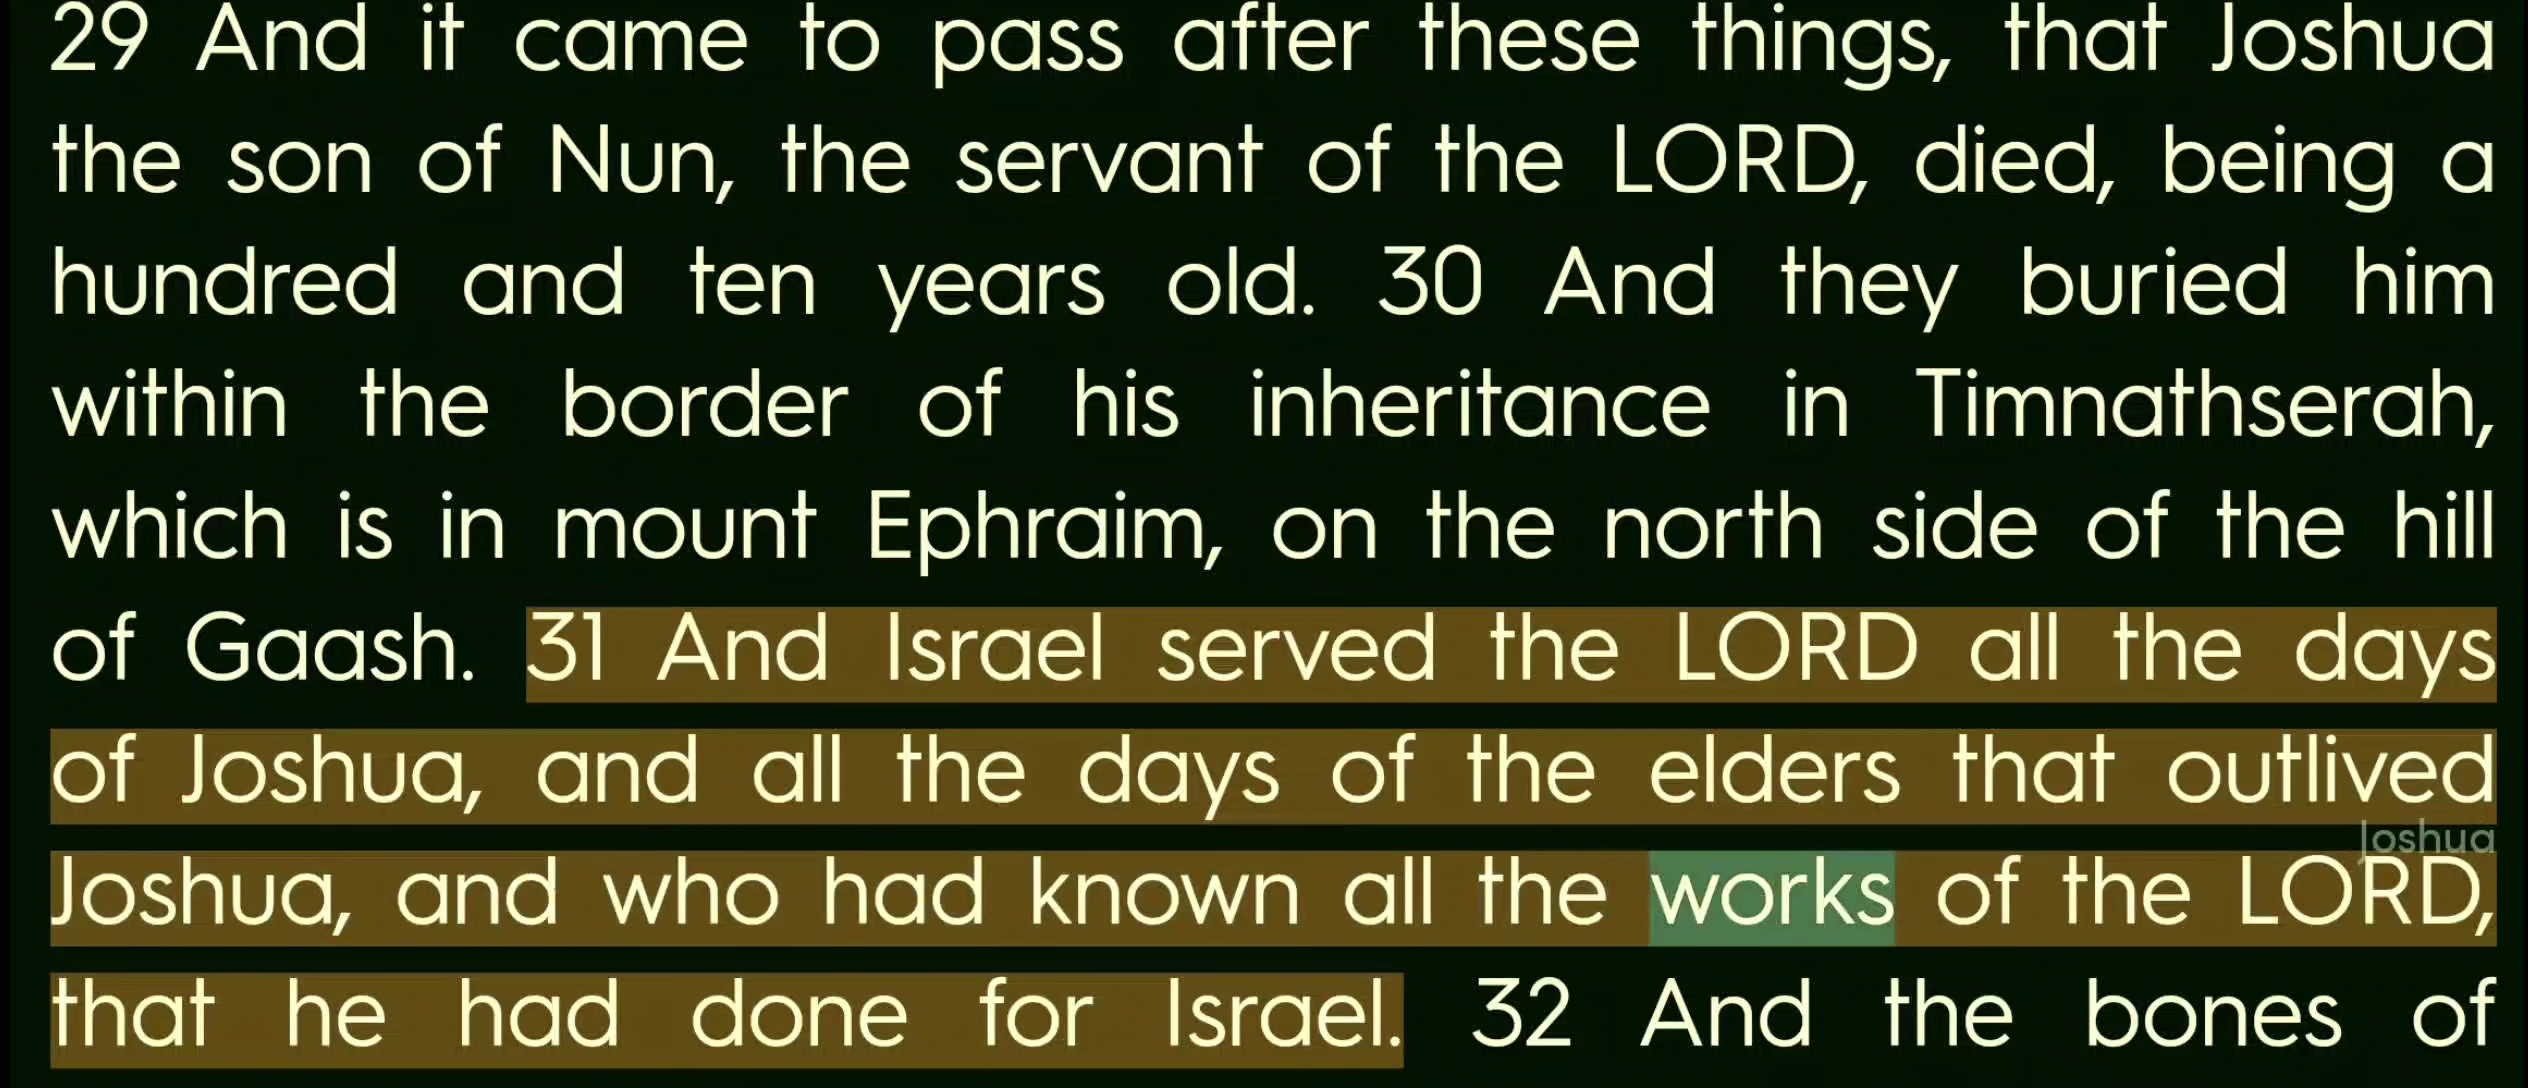 29 And it came to pass after these things, that Joshua
the son of Nun, the servant of the LORD, died, being a
hundred and ten years old. 30 And they buried him
within the border of his inheritance in Timnathserah,
which is in mount Ephraim, on the north side of the hill
of Gaash. 31 And Israel served the LORD all the days
of Joshua, and all the days of the elders that outlived
Joshua
Joshua, and who had known all the works of the LORD,
that he had done for Israel. 32 And the bones of